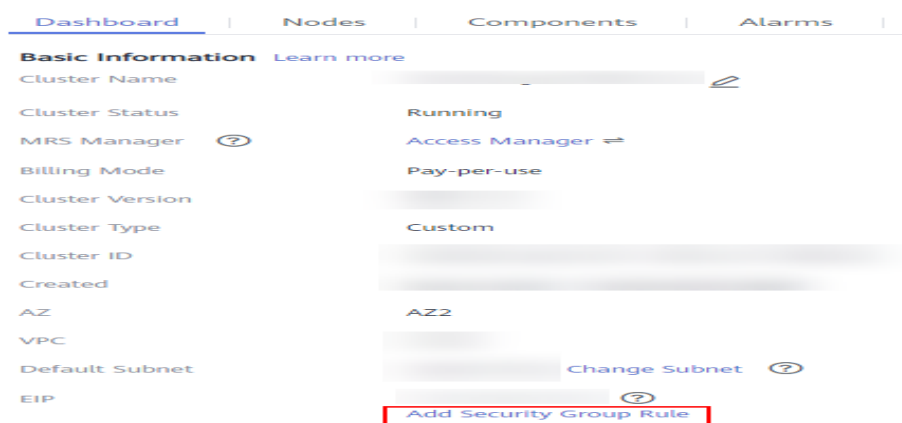 Dashboard | Nodes | Components | Alarms |
Basic Information Learn more
Cluster Name
Cluster Status Running
MRS Manager ? Access Manager ⇌
Billing Mode Pay-per-use
Cluster Version
Cluster Type Custom
Cluster ID
Created
AZ AZ2
VPC
Default Subnet Change Subnet ?
EIP ?
Add Security Group Rule